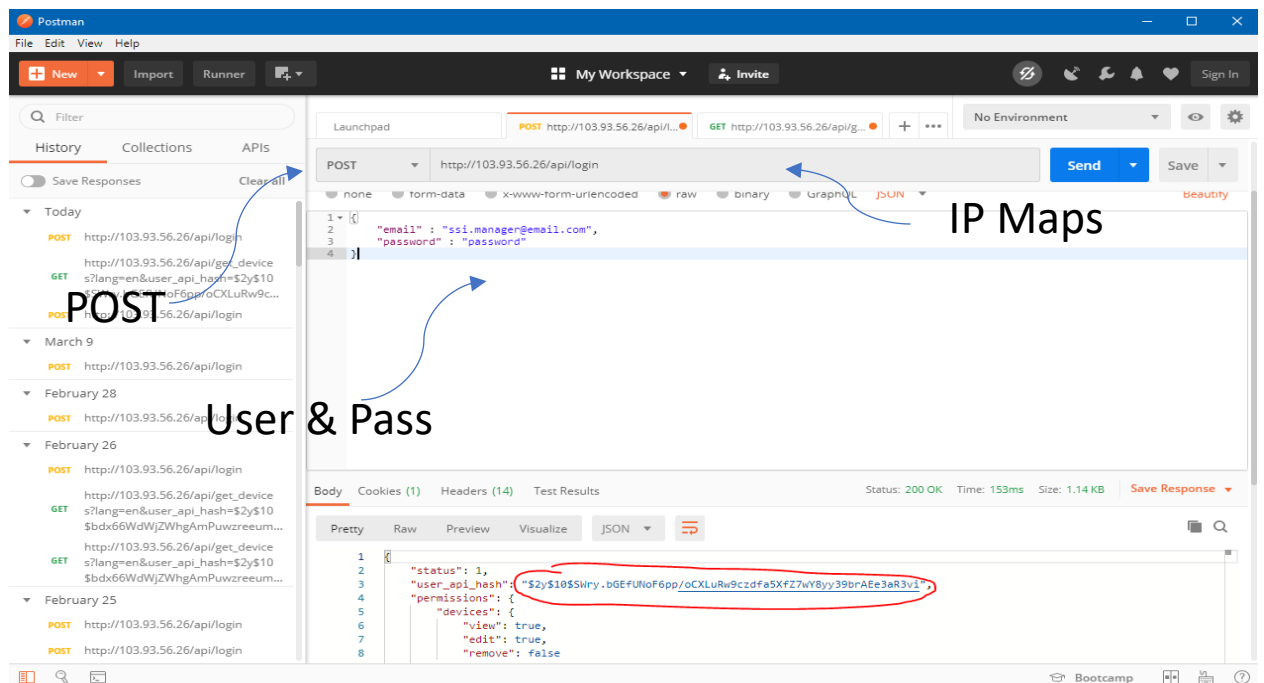 Postman
File Edit View Help
New Import Runner My Workspace Invite Sign In
Filter
History Collections APIs
Save Responses Clear all
Today
POST http://103.93.56.26/api/login
GET http://103.93.56.26/api/get_device
s?lang=en&user_api_hash=$2y$10
http://103.93.56.26/api/login
March 9
POST http://103.93.56.26/api/login
February 28
POST http://103.93.56.26/api/login
February 26
POST http://103.93.56.26/api/login
GET http://103.93.56.26/api/get_device
s?lang=en&user_api_hash=$2y$10
$bdx66WdWjZWhgAmPuwzreeum...
GET http://103.93.56.26/api/get_device
s?lang=en&user_api_hash=$2y$10
$bdx66WdWjZWhgAmPuwzreeum...
February 25
POST http://103.93.56.26/api/login
POST http://103.93.56.26/api/login
Launchpad POST http://103.93.56.26/api/l... GET http://103.93.56.26/api/g... + ••• No Environment
POST http://103.93.56.26/api/login Send Save
none form-data x-www-form-urlencoded raw binary GraphQL JSON Beautify
1 {
2 "email" : "ssi.manager@email.com",
3 "password" : "password"
4 }
IP Maps
POST
User & Pass
Body Cookies (1) Headers (14) Test Results Status: 200 OK Time: 153ms Size: 1.14 KB Save Response
Pretty Raw Preview Visualize JSON
1 {
2 "status": 1,
3 "user_api_hash": "$2y$10$SWry.bGEfUNoF6pp/oCXLuRw9czdfa5XfZ7wY8yy39brAEe3aR3vi",
4 "permissions": {
5 "devices": {
6 "view": true,
7 "edit": true,
8 "remove": false
Bootcamp